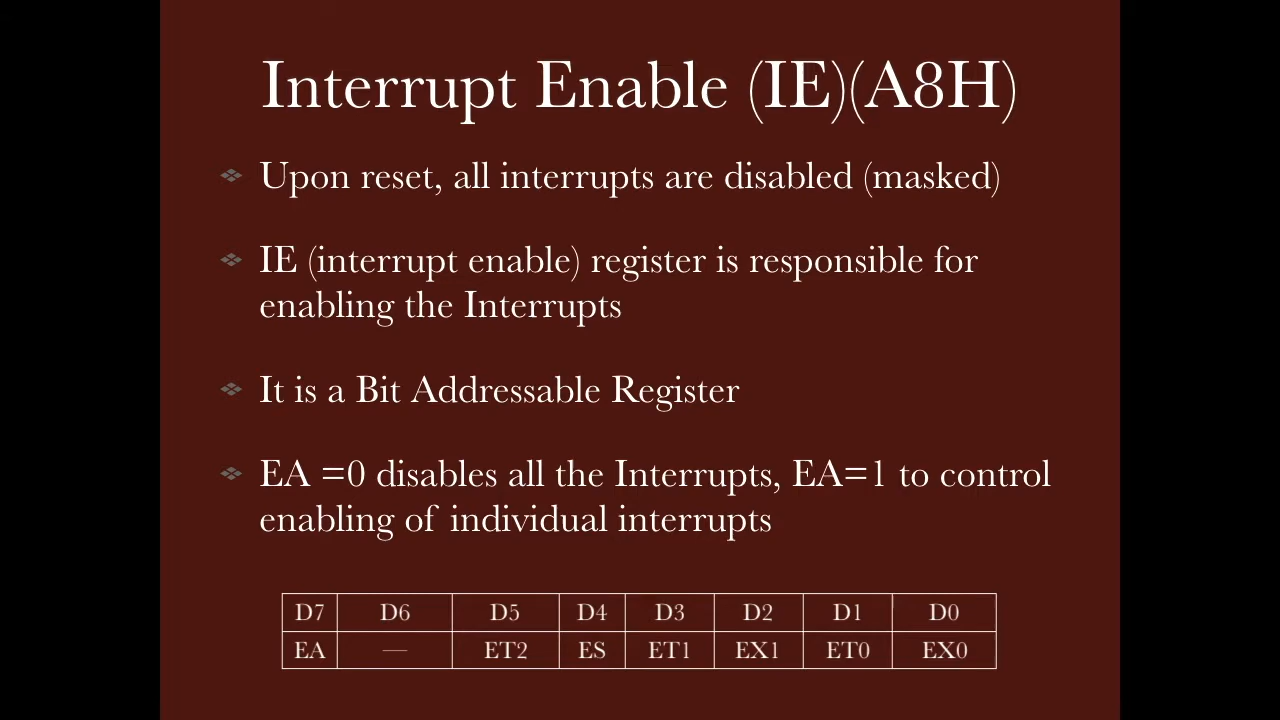 Interrupt Enable (IE)(A8H)
Upon reset, all interrupts are disabled (masked)
IE (interrupt enable) register is responsible for
enabling the Interrupts
It is a Bit Addressable Register
EA =0 disables all the Interrupts, EA=1 to control
enabling of individual interrupts
D7 D6 D5 D4 D3 D2 D1 D0
EA — ET2 ES ET1 EX1 ET0 EX0